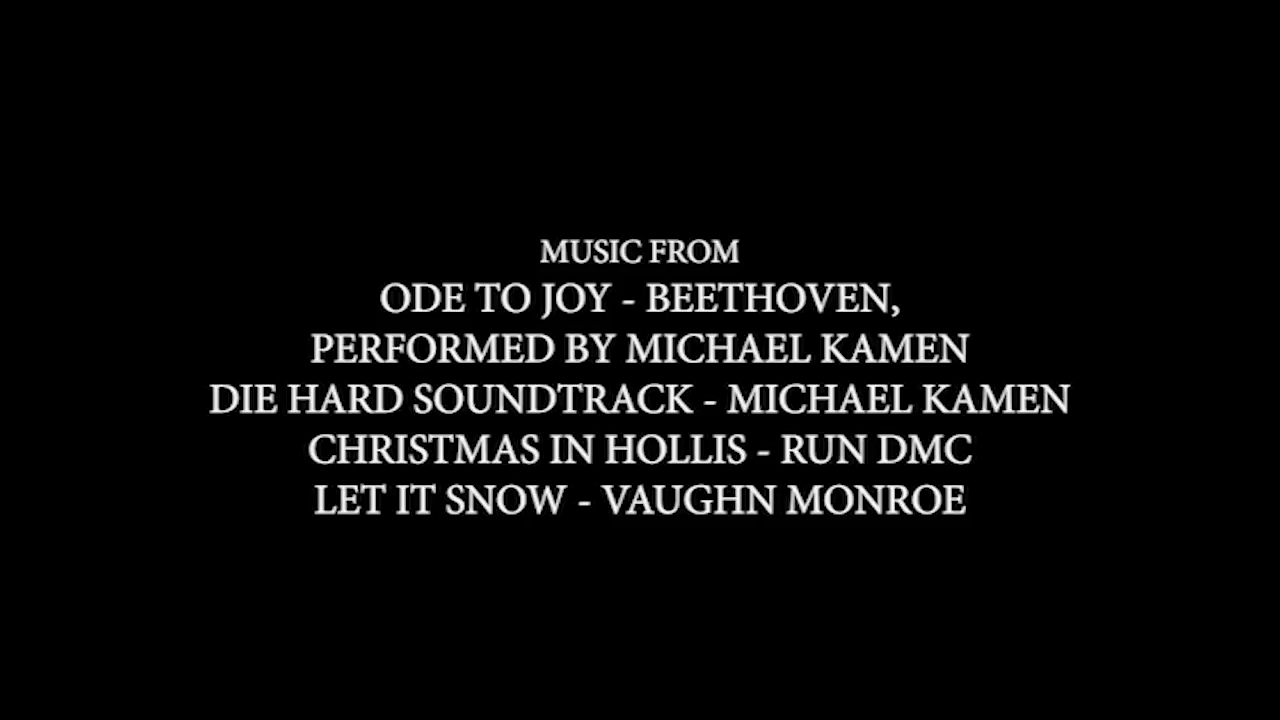 MUSIC FROM
ODE TO JOY - BEETHOVEN,
PERFORMED BY MICHAEL KAMEN
DIE HARD SOUNDTRACK - MICHAEL KAMEN
CHRISTMAS IN HOLLIS - RUN DMC
LET IT SNOW - VAUGHN MONROE